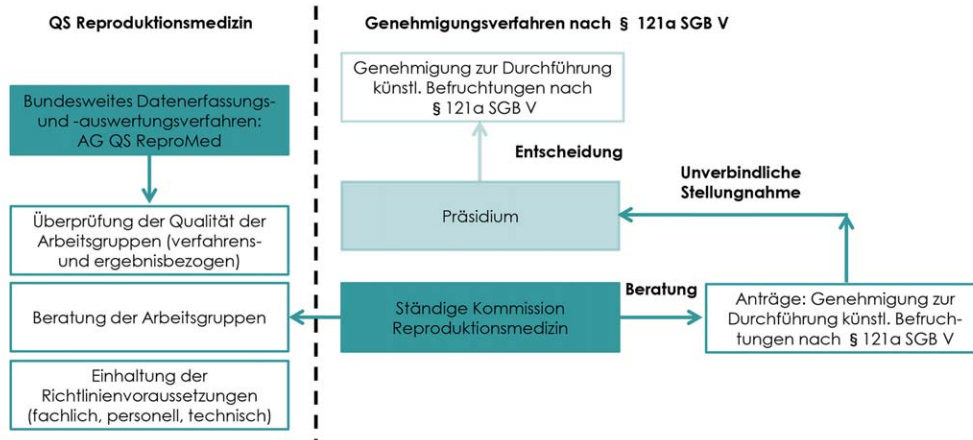 QS Reproduktionsmedizin
Bundesweites Datenerfassungs-
und -auswertungsverfahren:
AG QS ReproMed
Überprüfung der Qualität der
Arbeitsgruppen (verfahrens-
und ergebnisbezogen)
Beratung der Arbeitsgruppen
Einhaltung der
Richtlinienvoraussetzungen
(fachlich, personell, technisch)
Genehmigungsverfahren nach § 121a SGB V
Genehmigung zur Durchführung
künstl. Befruchtungen nach
§ 121a SGB V
Entscheidung
Unverbindliche
Stellungnahme
Präsidium
Ständige Kommission
Reproduktionsmedizin
Beratung
Anträge: Genehmigung zur
Durchführung künstl. Befruch-
tungen nach § 121a SGB V